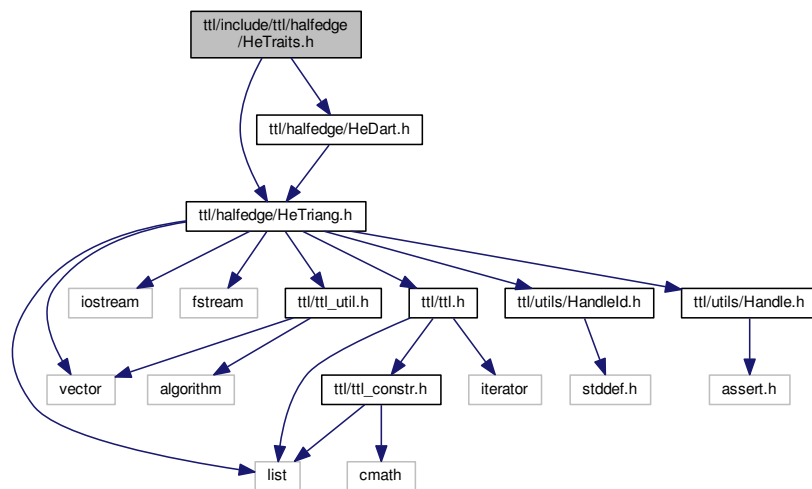 ttl/include/ttl/halfedge
/HeTraits.h
ttl/halfedge/HeDart.h
ttl/halfedge/HeTriang.h
iostream
fstream
ttl/ttl_util.h
ttl/ttl.h
ttl/utils/HandleId.h
ttl/utils/Handle.h
vector
algorithm
ttl/ttl_constr.h
iterator
stddef.h
assert.h
list
cmath